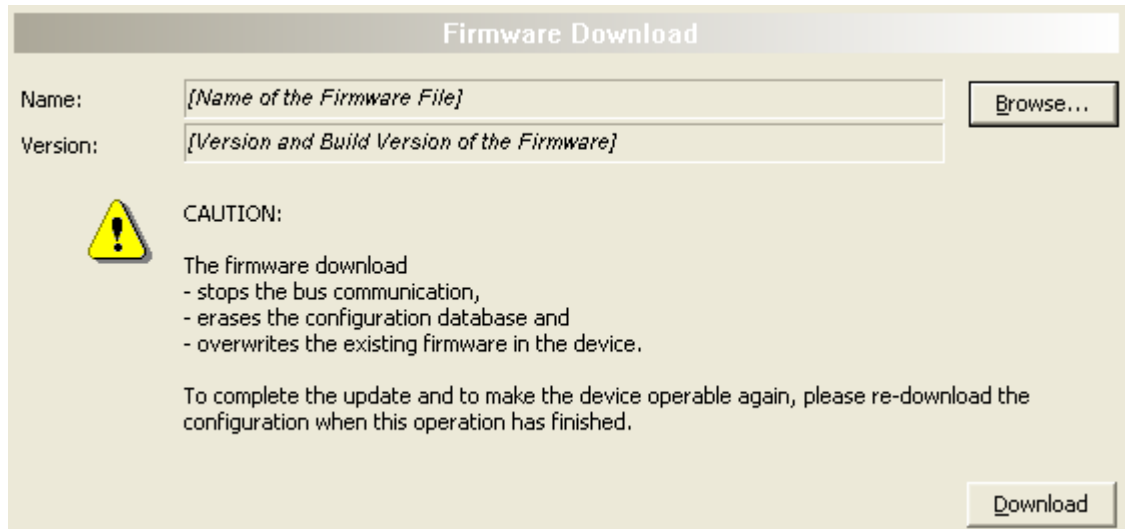 Firmware Download
Name: [Name of the Firmware File] Browse...
Version: [Version and Build Version of the Firmware]
CAUTION:
The firmware download
- stops the bus communication,
- erases the configuration database and
- overwrites the existing firmware in the device.
To complete the update and to make the device operable again, please re-download the
configuration when this operation has finished.
Download